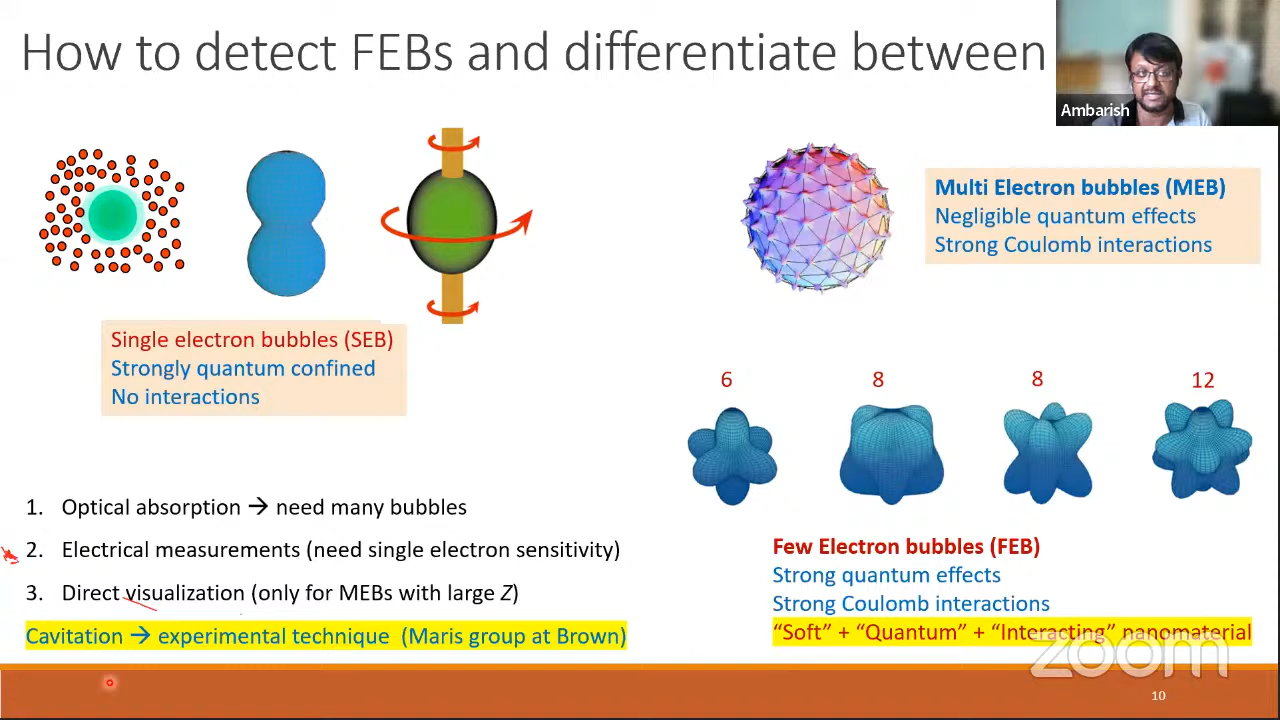 How to detect FEBs and differentiate between
Ambarish
Multi Electron bubbles (MEB)
Negligible quantum effects
Strong Coulomb interactions
Single electron bubbles (SEB)
Strongly quantum confined
No interactions
6 8 8 12
1. Optical absorption → need many bubbles
2. Electrical measurements (need single electron sensitivity)
3. Direct visualization (only for MEBs with large Z)
Cavitation → experimental technique (Maris group at Brown)
Few Electron bubbles (FEB)
Strong quantum effects
Strong Coulomb interactions
“Soft” + “Quantum” + “Interacting” nanomaterial
zoom
10